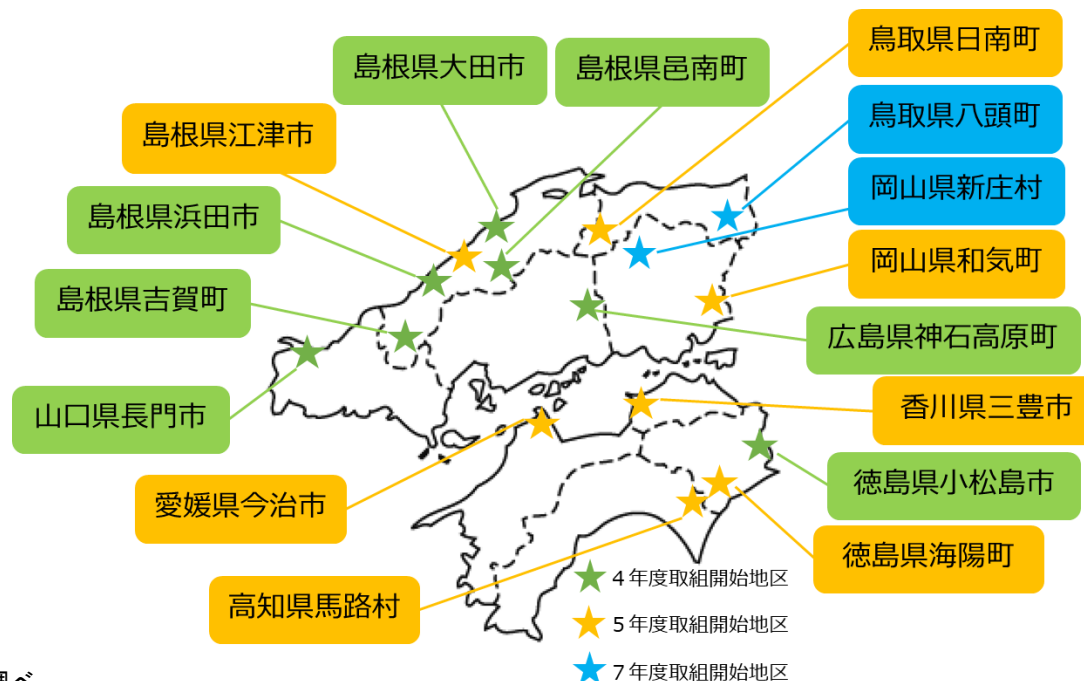 鳥取県日南町
島根県大田市
島根県邑南町
鳥取県八頭町
島根県江津市
岡山県新庄村
島根県浜田市
岡山県和気町
島根県吉賀町
広島県神石高原町
山口県長門市
香川県三豊市
徳島県小松島市
愛媛県今治市
徳島県海陽町
高知県馬路村
4年度取組開始地区
5年度取組開始地区
7年度取組開始地区